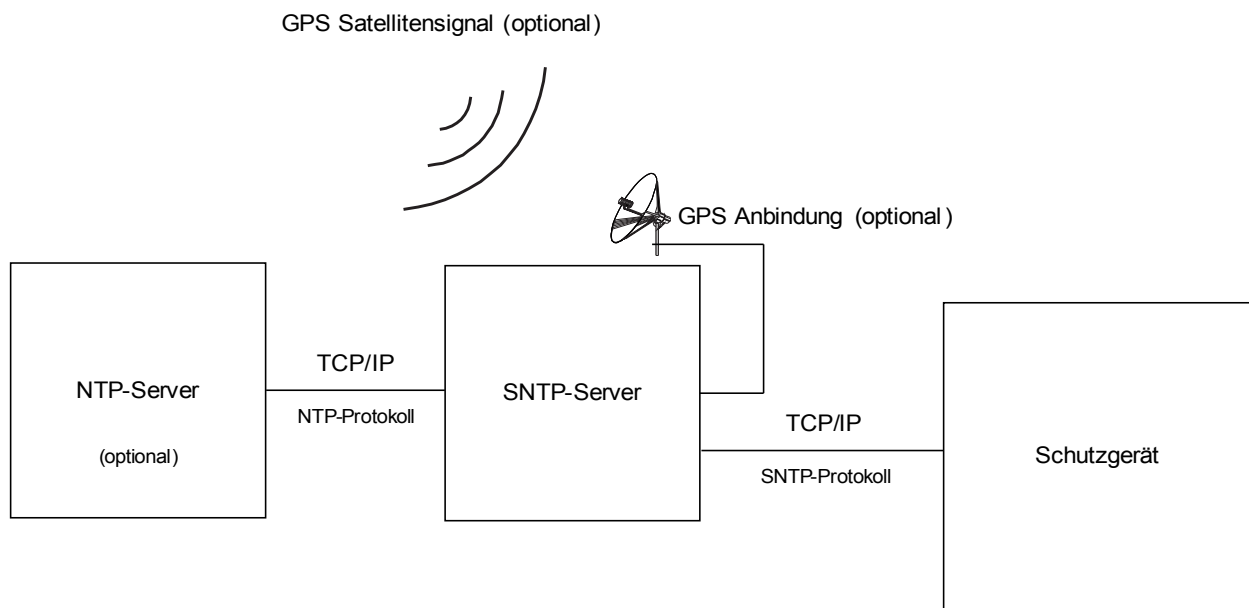 GPS Satellitensignal (optional)
GPS Anbindung (optional)
NTP-Server
(optional)
TCP/IP
NTP-Protokoll
SNTP-Server
TCP/IP
SNTP-Protokoll
Schutzgerät